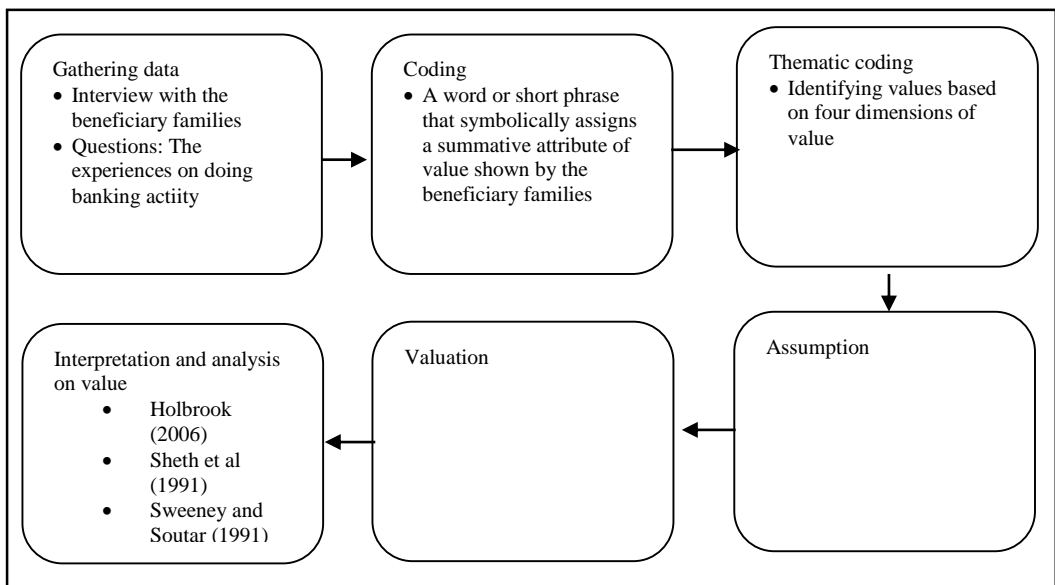 Gathering data
• Interview with the
beneficiary families
• Questions: The
experiences on doing
banking actiity
Coding
• A word or short phrase
that symbolically assigns
a summative attribute of
value shown by the
beneficiary families
Thematic coding
• Identifying values based
on four dimensions of
value
Assumption
Valuation
Interpretation and analysis
on value
• Holbrook
(2006)
• Sheth et al
(1991)
• Sweeney and
Soutar (1991)